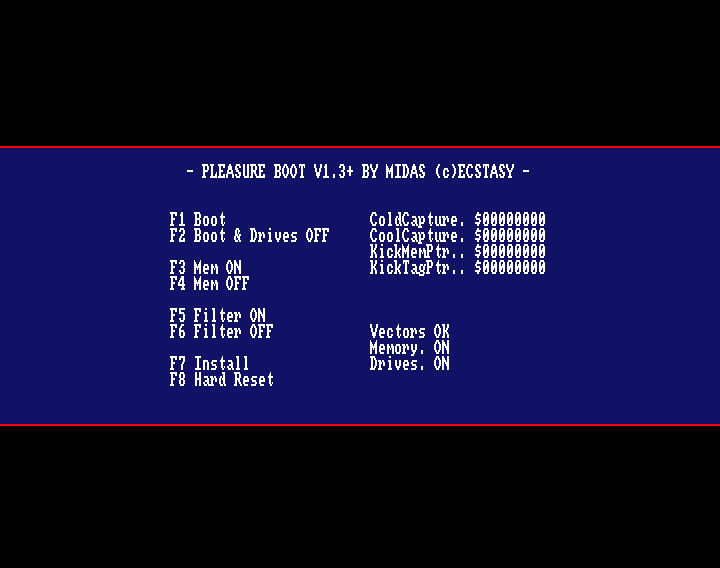 - PLEASURE BOOT V1.3+ BY MIDAS (c)ECSTASY -
F1 Boot
F2 Boot & Drives OFF
F3 Mem ON
F4 Mem OFF
F5 Filter ON
F6 Filter OFF
F7 Install
F8 Hard Reset
ColdCapture. $00000000
CoolCapture. $00000000
KickMemPtr.. $00000000
KickTagPtr.. $00000000
Vectors OK
Memory. ON
Drives. ON